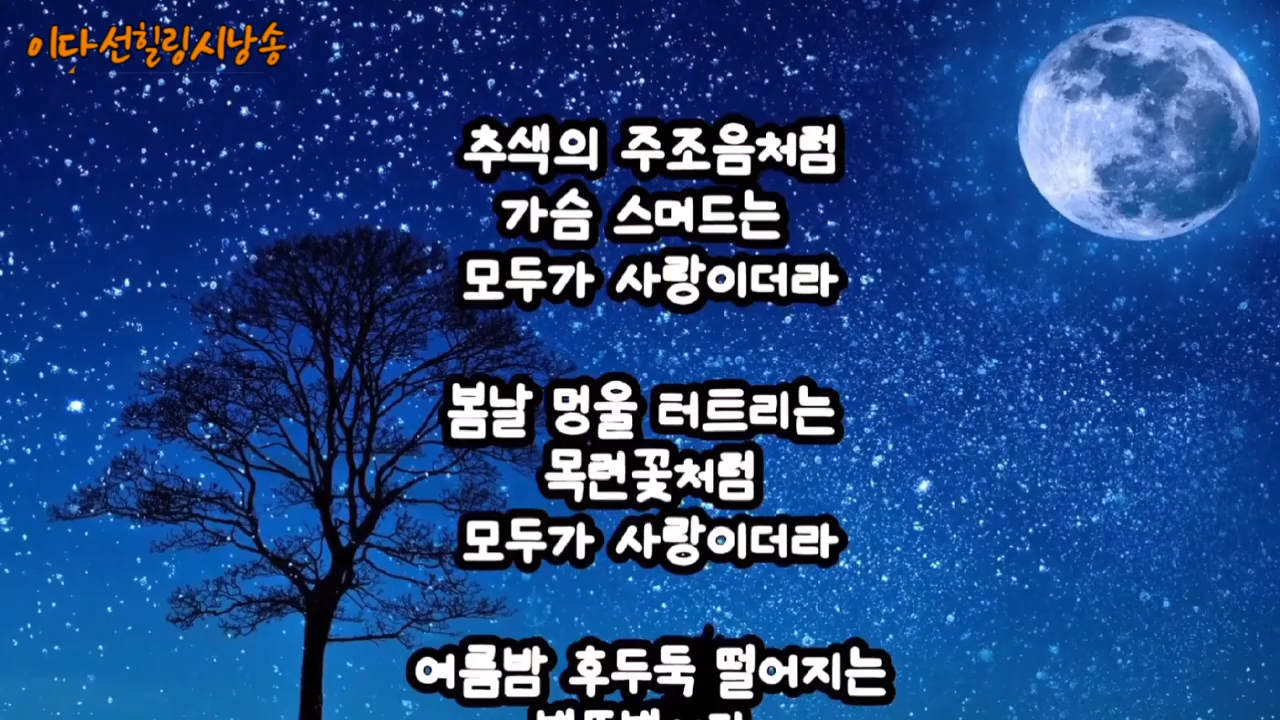 이다선힐링시낭송
추색의 주조음처럼
가슴 스며드는
모두가 사랑이더라
봄날 멍울 터트리는
목련꽃처럼
모두가 사랑이더라
여름밤 후두둑 떨어지는